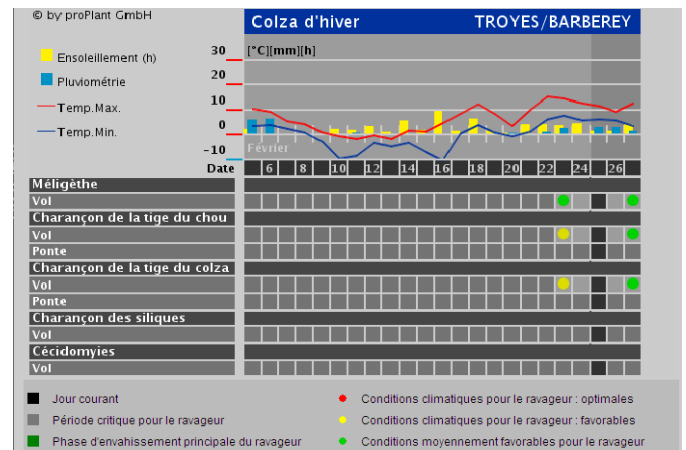 © by proPlant GmbH
Colza d'hiver TROYES/BARBEREY
[°C][mm][h]
Ensoleillement (h)
Pluviométrie
Temp.Max.
Temp.Min.
30
20
10
0
-10
Février
Date 6 8 10 12 14 16 18 20 22 24 26
Méligèthe
Vol
Charançon de la tige du chou
Vol
Ponte
Charançon de la tige du colza
Vol
Ponte
Charançon des siliques
Vol
Cécidomyies
Vol
Jour courant
Période critique pour le ravageur
Phase d'envahissement principale du ravageur
Conditions climatiques pour le ravageur : optimales
Conditions climatiques pour le ravageur : favorables
Conditions moyennement favorables pour le ravageur